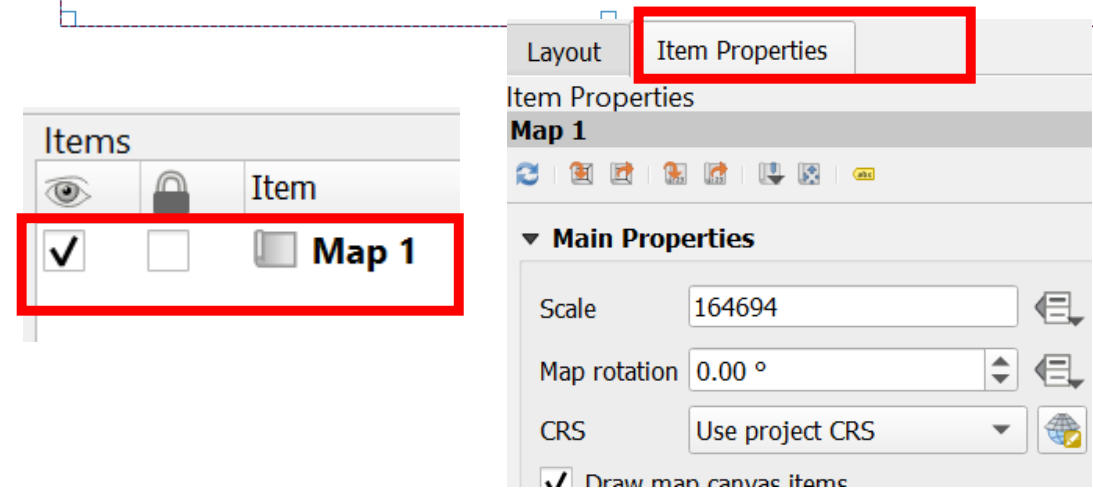 Layout Item Properties
Item Properties
Map 1
Items
Item
Map 1
Main Properties
Scale 164694
Map rotation 0.00 °
CRS Use project CRS
Draw map canvas items